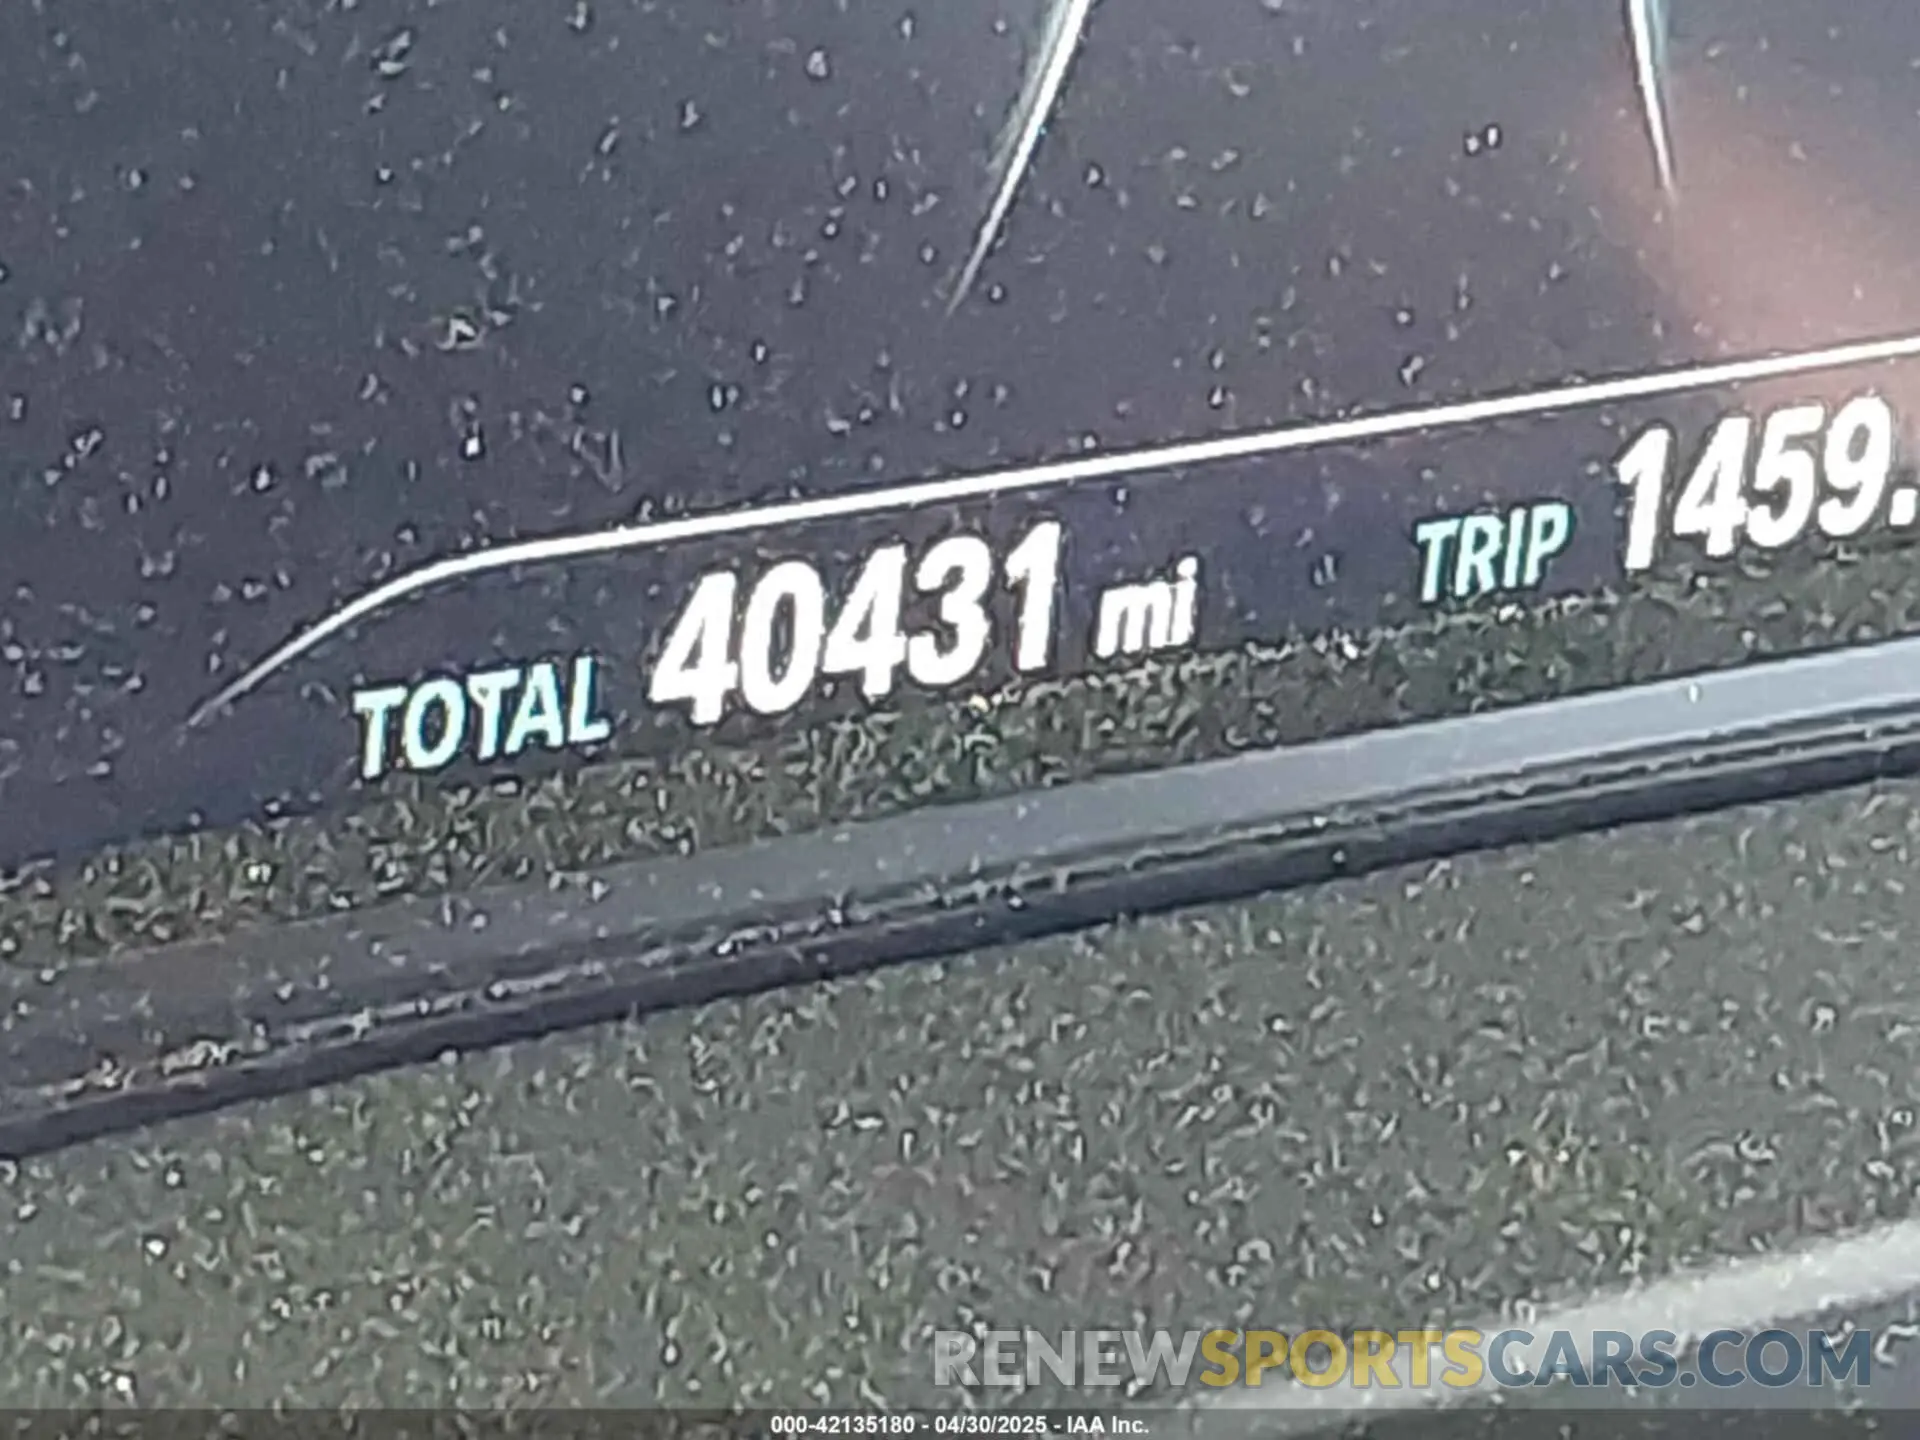 TOTAL 40431 mi TRIP 1459.
RENEWSPORTSCARS.COM
000-42135180 - 04/30/2025 - IAA Inc.